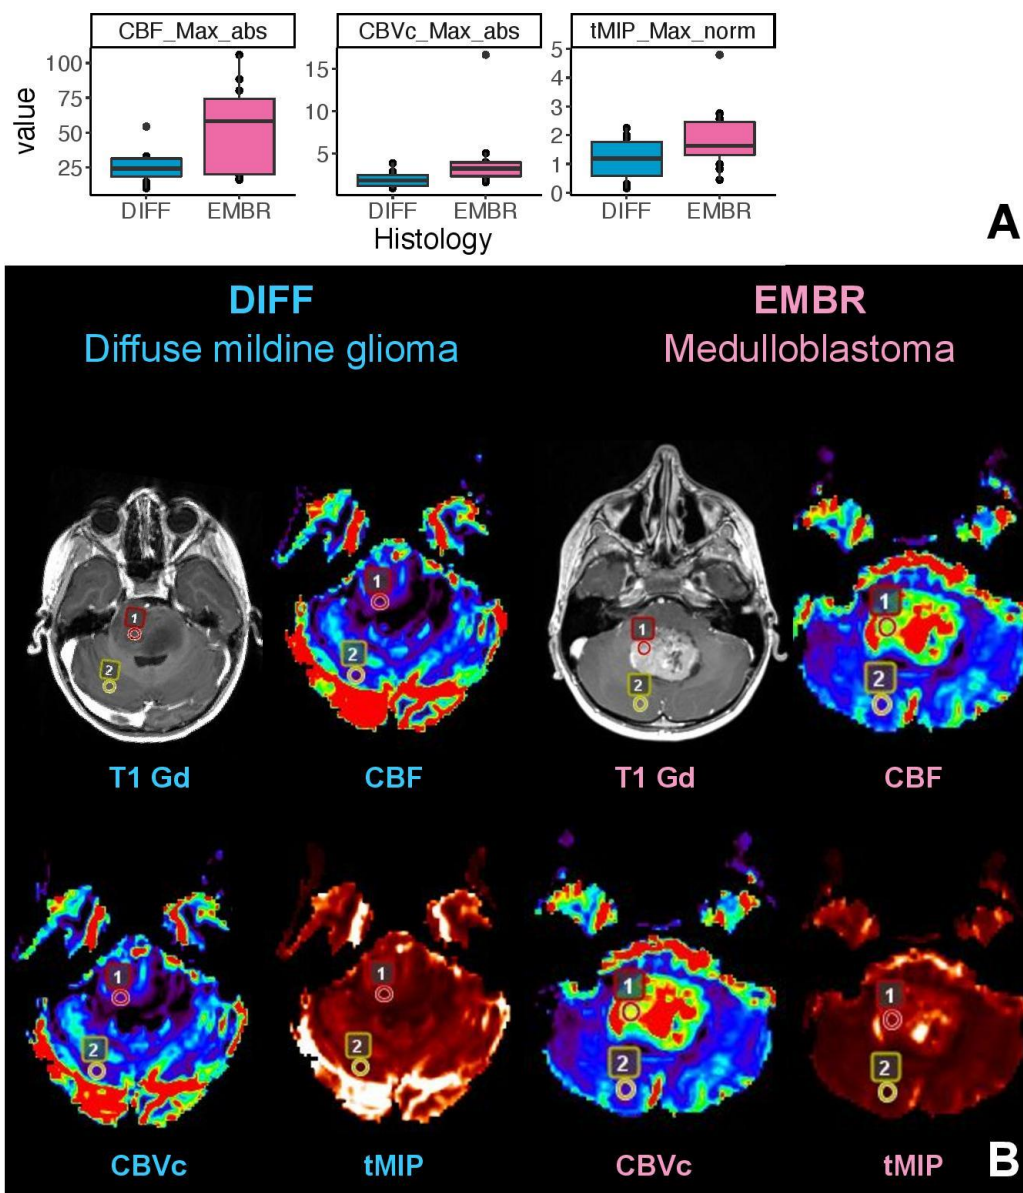 CBF_Max_abs
CBVc_Max_abs
tMIP_Max_norm
value
100
75
50
25
15
10
5
5
4
3
2
1
0
DIFF
EMBR
DIFF
EMBR
DIFF
EMBR
Histology
A
DIFF
EMBR
Diffuse mildine glioma
Medulloblastoma
1
2
1
2
1
2
1
2
T1 Gd
CBF
T1 Gd
CBF
1
2
1
2
1
2
1
2
CBVc
tMIP
CBVc
tMIP
B